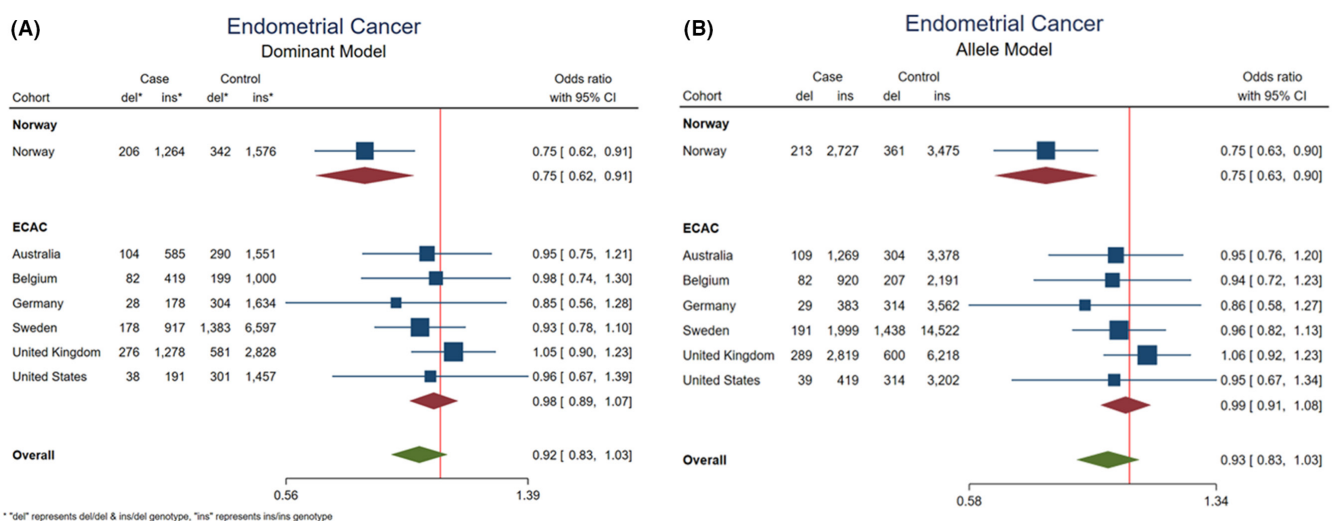 (A)
Endometrial Cancer
Dominant Model
Case Control Odds ratio
Cohort del* ins* del* ins* with 95% CI
Norway
Norway 206 1,264 342 1,576 0.75 [ 0.62, 0.91]
0.75 [ 0.62, 0.91]
ECAC
Australia 104 585 290 1,551 0.95 [ 0.75, 1.21]
Belgium 82 419 199 1,000 0.98 [ 0.74, 1.30]
Germany 28 178 304 1,634 0.85 [ 0.56, 1.28]
Sweden 178 917 1,383 6,597 0.93 [ 0.78, 1.10]
United Kingdom 276 1,278 581 2,828 1.05 [ 0.90, 1.23]
United States 38 191 301 1,457 0.96 [ 0.67, 1.39]
0.98 [ 0.89, 1.07]
Overall 0.92 [ 0.83, 1.03]
0.56 1.39
* "del" represents del/del & ins/del genotype, "ins" represents ins/ins genotype
(B)
Endometrial Cancer
Allele Model
Case Control Odds ratio
Cohort del ins del ins with 95% CI
Norway
Norway 213 2,727 361 3,475 0.75 [ 0.63, 0.90]
0.75 [ 0.63, 0.90]
ECAC
Australia 109 1,269 304 3,378 0.95 [ 0.76, 1.20]
Belgium 82 920 207 2,191 0.94 [ 0.72, 1.23]
Germany 29 383 314 3,562 0.86 [ 0.58, 1.27]
Sweden 191 1,999 1,438 14,522 0.96 [ 0.82, 1.13]
United Kingdom 289 2,819 600 6,218 1.06 [ 0.92, 1.23]
United States 39 419 314 3,202 0.95 [ 0.67, 1.34]
0.99 [ 0.91, 1.08]
Overall 0.93 [ 0.83, 1.03]
0.58 1.34